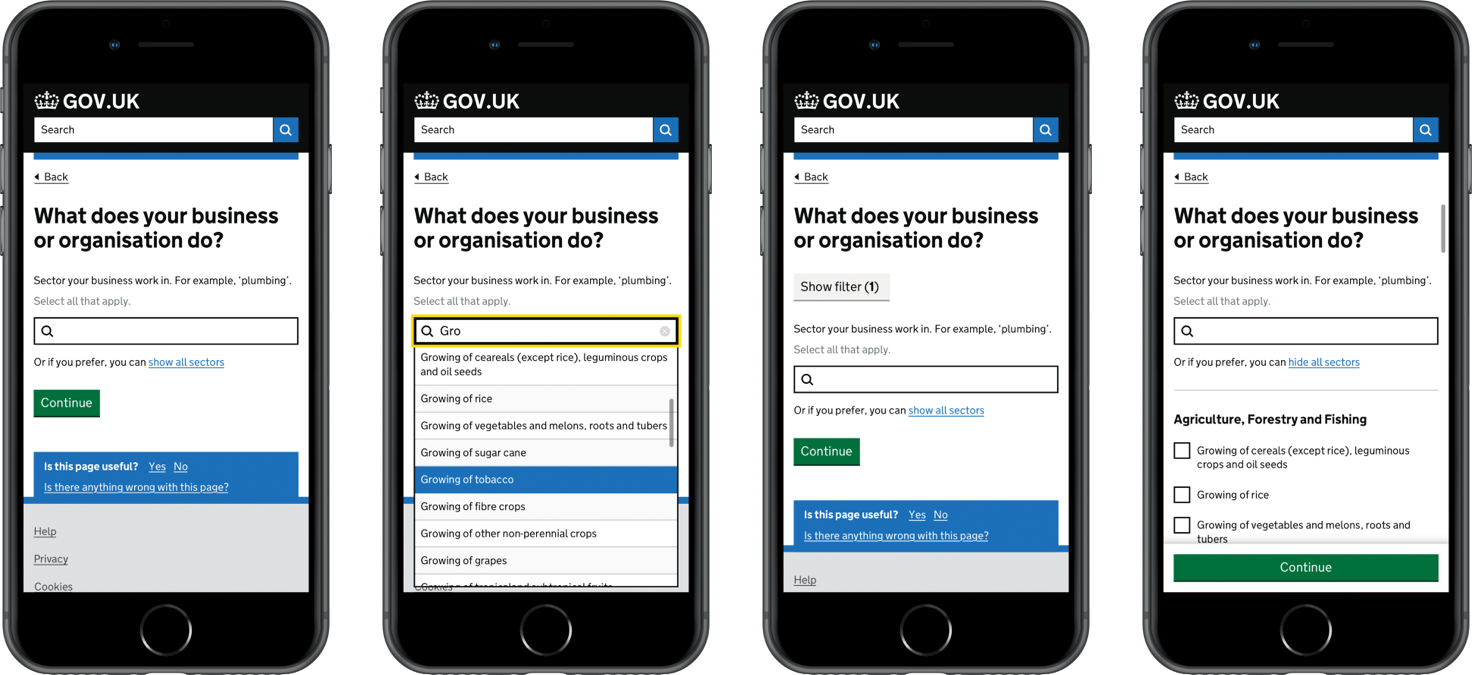 GOV.UK
Search
Back
What does your business
or organisation do?
Sector your business work in. For example, ‘plumbing’.
Select all that apply.
Or if you prefer, you can show all sectors
Continue
Is this page useful? Yes No
Is there anything wrong with this page?
Help
Privacy
Cookies
GOV.UK
Search
Back
What does your business
or organisation do?
Sector your business work in. For example, ‘plumbing’.
Select all that apply.
Gro
Growing of ceareals (except rice), leguminous crops
and oil seeds
Growing of rice
Growing of vegetables and melons, roots and tubers
Growing of sugar cane
Growing of tobacco
Growing of fibre crops
Growing of other non-perennial crops
Growing of grapes
Growing of tropicaland subtropical fruits
Cookies
GOV.UK
Search
Back
What does your business
or organisation do?
Show filter (1)
Sector your business work in. For example, ‘plumbing’.
Select all that apply.
Or if you prefer, you can show all sectors
Continue
Is this page useful? Yes No
Is there anything wrong with this page?
Help
GOV.UK
Search
Back
What does your business
or organisation do?
Sector your business work in. For example, ‘plumbing’.
Select all that apply.
Or if you prefer, you can hide all sectors
Agriculture, Forestry and Fishing
Growing of cereals (except rice), leguminous
crops and oil seeds
Growing of rice
Growing of vegetables and melons, roots and
tubers
Continue